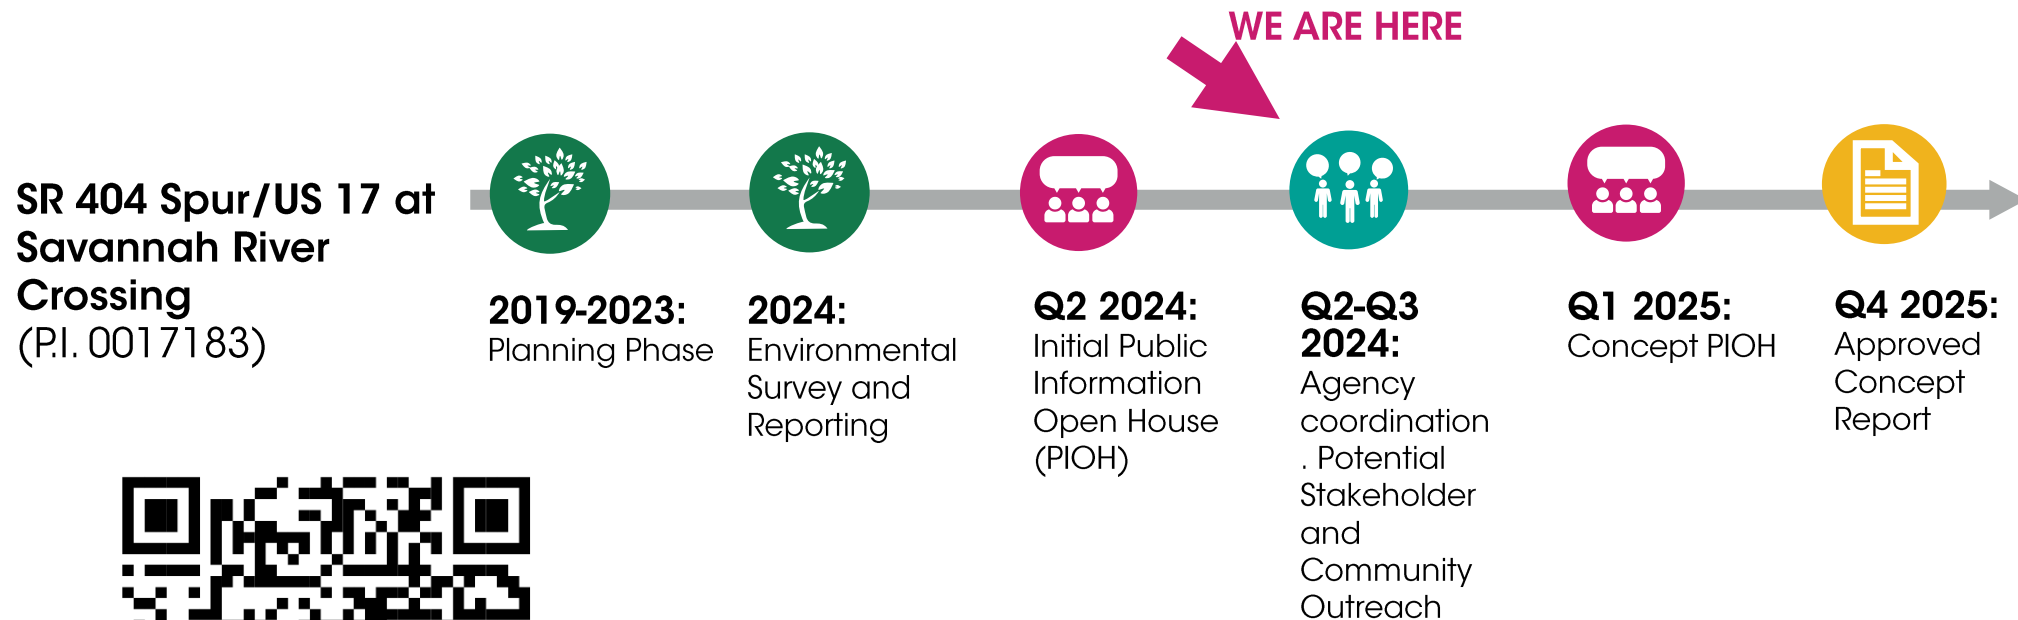 WE ARE HERE
SR 404 Spur/US 17 at
Savannah River
Crossing
(P.I. 0017183)
2019-2023:
Planning Phase
2024:
Environmental
Survey and
Reporting
Q2 2024:
Initial Public
Information
Open House
(PIOH)
Q2-Q3
2024:
Agency
coordination
. Potential
Stakeholder
and
Community
Outreach
Q1 2025:
Concept PIOH
Q4 2025:
Approved
Concept
Report